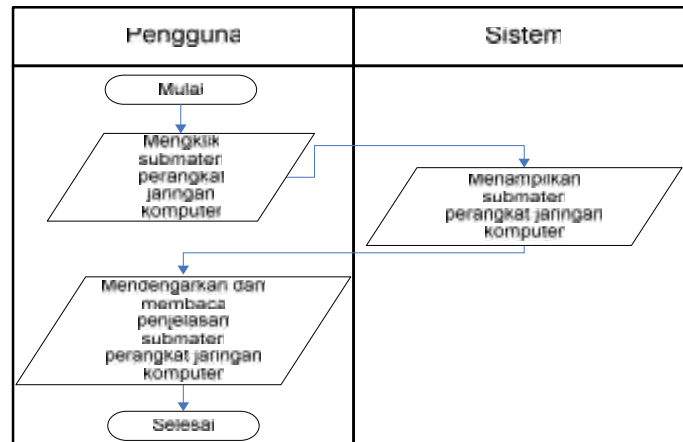 Pengguna
Sistem
Mulai
Mengklik
submateri
perangkat
jaringan
komputer
Menampilkan
submateri
perangkat jaringan
komputer
Mendengarkan dan
membaca
penjelasan
submateri
perangkat jaringan
komputer
Selesai